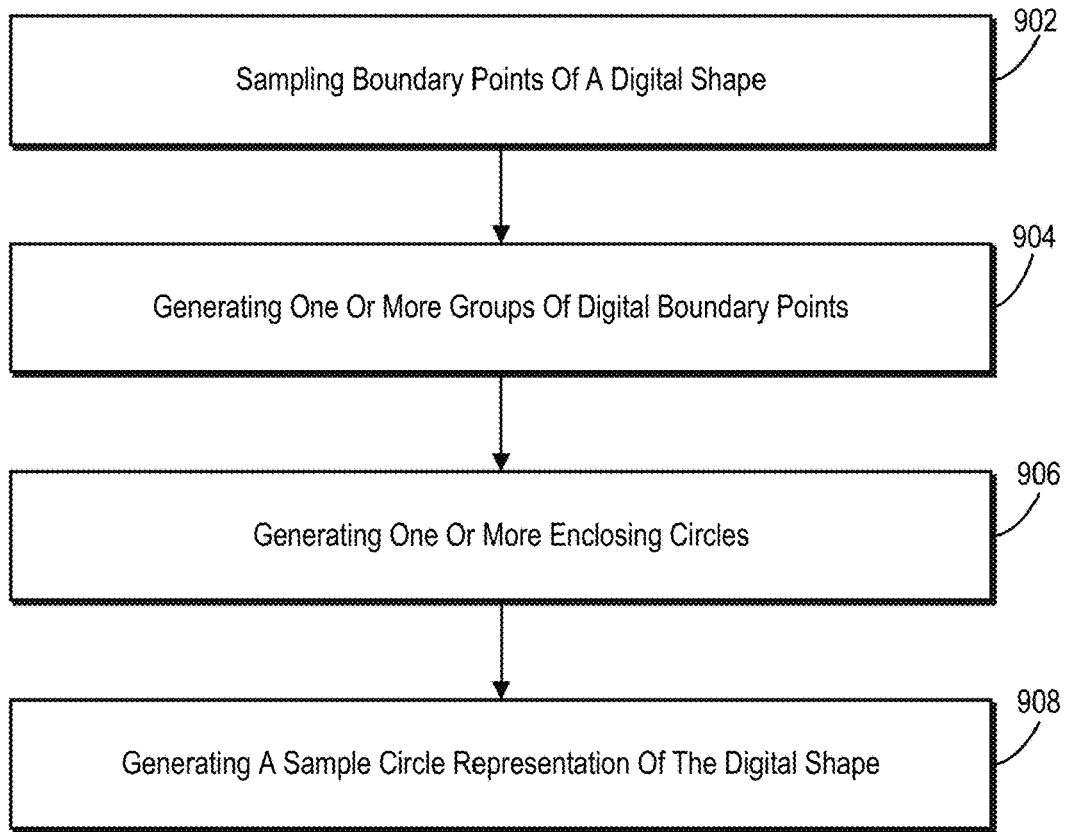 902
Sampling Boundary Points Of A Digital Shape
904
Generating One Or More Groups Of Digital Boundary Points
906
Generating One Or More Enclosing Circles
908
Generating A Sample Circle Representation Of The Digital Shape